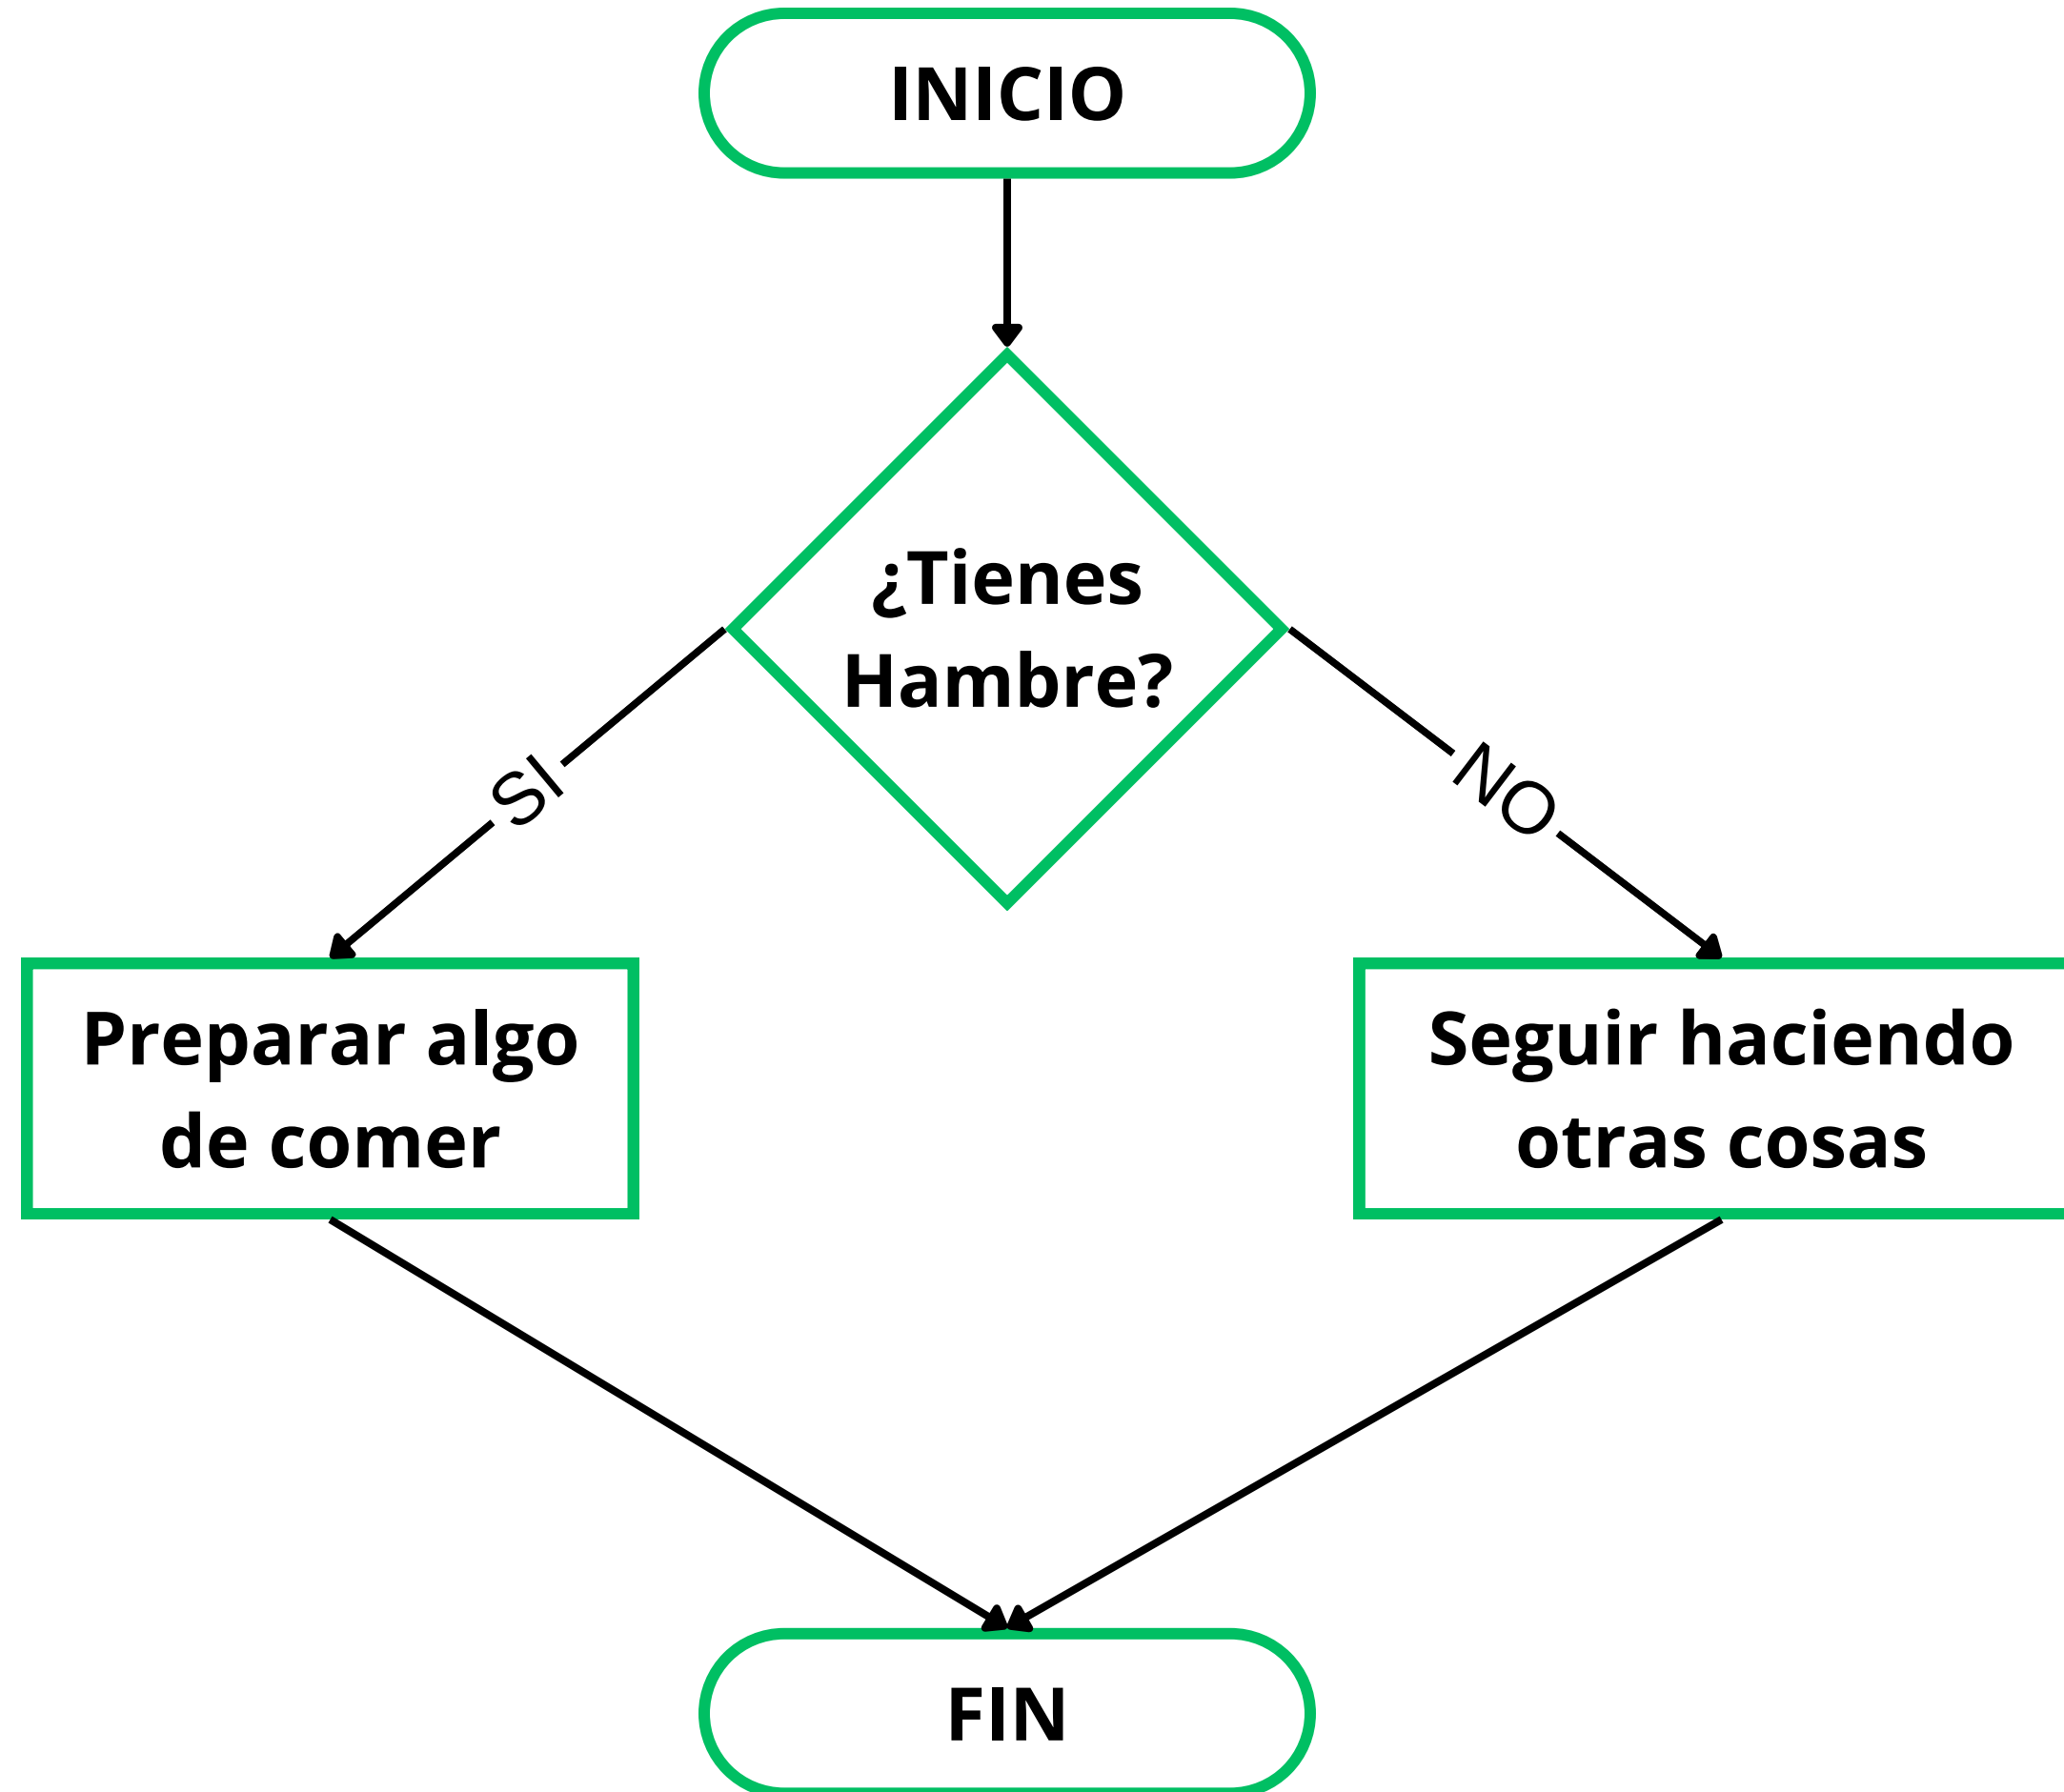 INICIO
¿Tienes
Hambre?
SI
NO
Preparar algo
de comer
Seguir haciendo
otras cosas
FIN